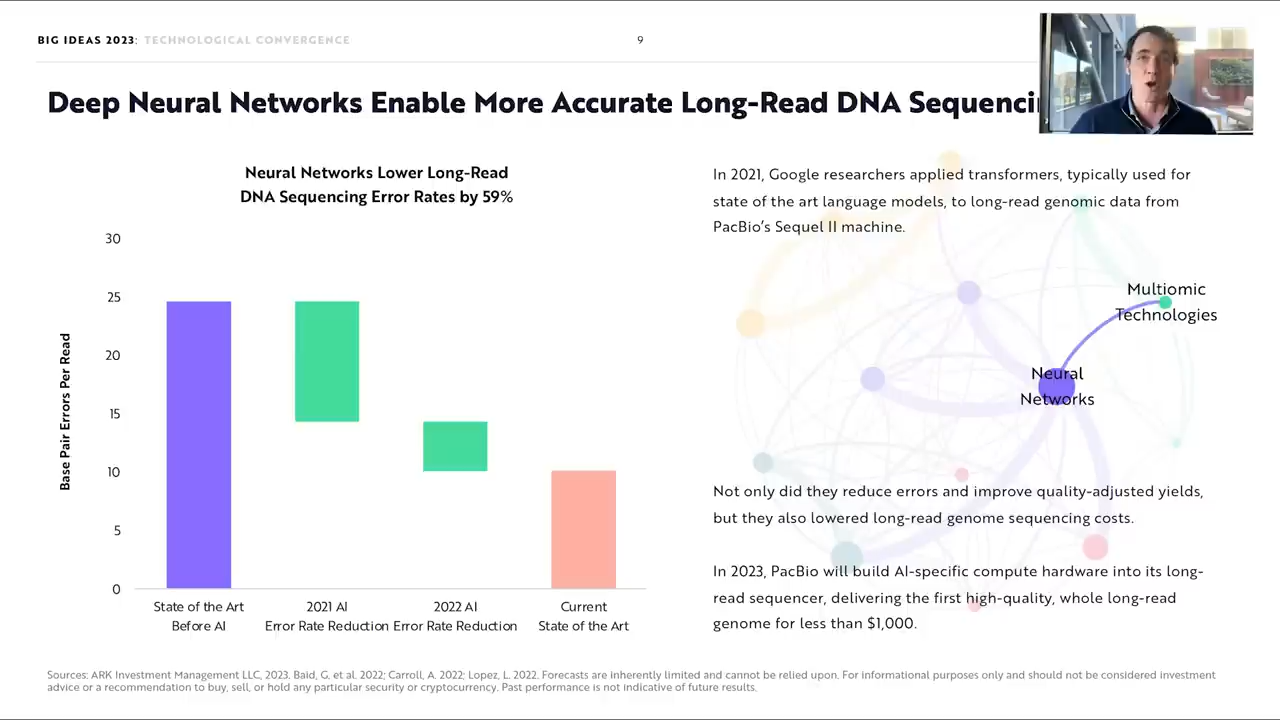 BIG IDEAS 2023: TECHNOLOGICAL CONVERGENCE
9
Deep Neural Networks Enable More Accurate Long-Read DNA
Neural Networks Lower Long-Read
DNA Sequencing Error Rates by 59%
Base Pair Errors Per Read
30
25
20
15
10
5
0
State of the Art
Before AI
2021 AI
Error Rate Reduction
2022 AI
Error Rate Reduction
Current
State of the Art
In 2021, Google researchers applied transformers, typically used for
state of the art language models, to long-read genomic data from
PacBio's Sequel II machine.
Multiomic
Technologies
Neural
Networks
Not only did they reduce errors and improve quality-adjusted yields,
but they also lowered long-read genome sequencing costs.
In 2023, PacBio will build AI-specific compute hardware into its long-
read sequencer, delivering the first high-quality, whole long-read
genome for less than $1,000.
Sources: ARK Investment Management LLC, 2023. Baid, G. et al. 2022; Carroll, A. 2022; Lopez, L. 2022. Forecasts are inherently limited and cannot be relied upon. For informational purposes only and should not be considered investment
advice or a recommendation to buy, sell, or hold any particular security or cryptocurrency. Past performance is not indicative of future results.